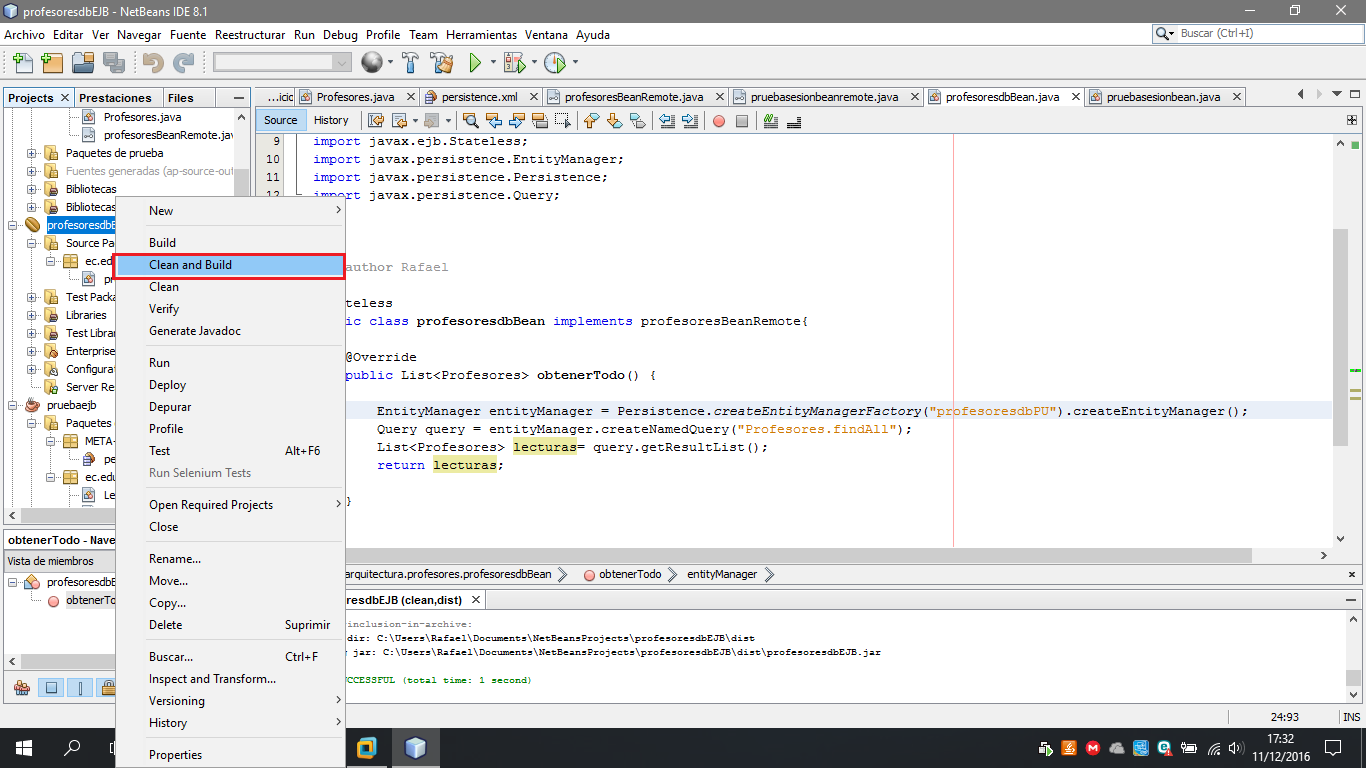 profesoresdbEJB - NetBeans IDE 8.1
Archivo Editar Ver Navegar Fuente Reestructurar Run Debug Profile Team Herramientas Ventana Ayuda
Buscar (Ctrl+I)
Projects Prestaciones Files
...icio Profesores.java persistence.xml profesoresBeanRemote.java pruebasesionbeanremote.java profesoresdbBean.java pruebasesionbean.java
Source History
Profesores.java
profesoresBeanRemote.jav
Paquetes de prueba
Fuentes generadas (ap-source-out
Bibliotecas
Bibliotecas
profesoresdbE
Source Pa
ec.ed
pr
Test Packa
Libraries
Test Librar
Enterprise
Configurat
Server Re
pruebaejb
Paquetes
META-
pe
ec.edu
Le
New
Build
Clean and Build
Clean
Verify
Generate Javadoc
Run
Deploy
Depurar
Profile
Test Alt+F6
Run Selenium Tests
Open Required Projects
Close
Rename...
Move...
Copy...
Delete Suprimir
Buscar... Ctrl+F
Inspect and Transform...
Versioning
History
Properties
9 import javax.ejb.Stateless;
10 import javax.persistence.EntityManager;
11 import javax.persistence.Persistence;
12 import javax.persistence.Query;
author Rafael
teless
ic class profesoresdbBean implements profesoresBeanRemote{
@Override
public List<Profesores> obtenerTodo() {
EntityManager entityManager = Persistence.createEntityManagerFactory("profesoresdbPU").createEntityManager();
Query query = entityManager.createNamedQuery("Profesores.findAll");
List<Profesores> lecturas= query.getResultList();
return lecturas;
}
obtenerTodo - Nave
Vista de miembros
profesoresdbE
obtenerTo
arquitectura.profesores.profesoresdbBean obtenerTodo entityManager
resdbEJB (clean,dist)
inclusion-in-archive:
dir: C:\Users\Rafael\Documents\NetBeansProjects\profesoresdbEJB\dist
jar: C:\Users\Rafael\Documents\NetBeansProjects\profesoresdbEJB\dist\profesoresdbEJB.jar
UCCESSFUL (total time: 1 second)
24:93 INS
17:32
11/12/2016